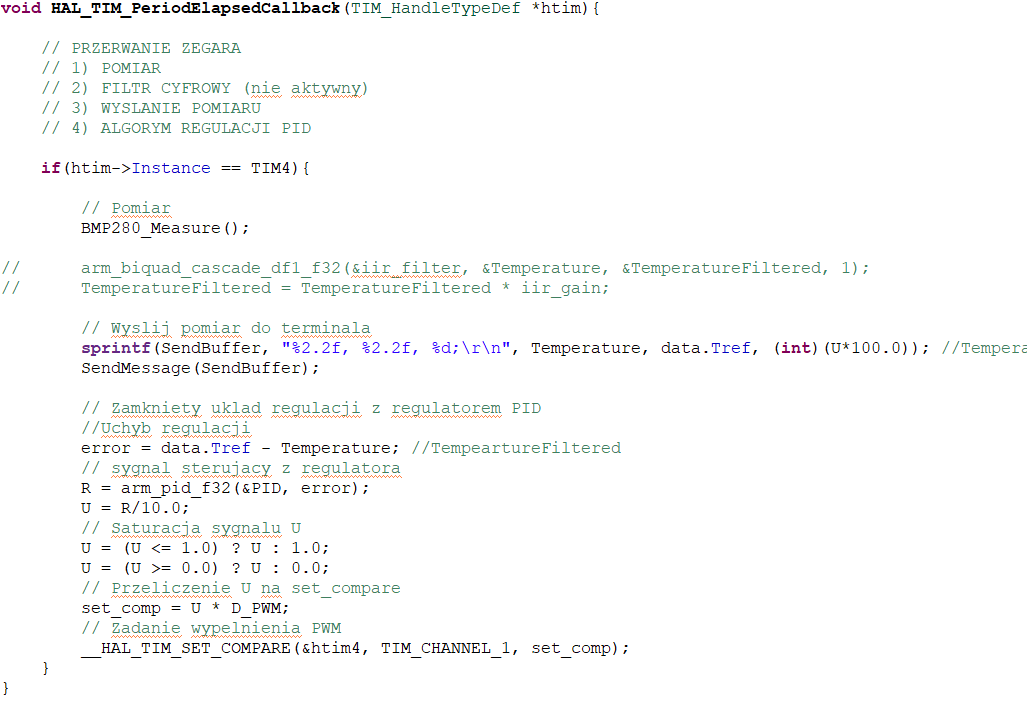 void HAL_TIM_PeriodElapsedCallback(TIM_HandleTypeDef *htim){
// PRZERWANIE ZEGARA
// 1) POMIAR
// 2) FILTR CYFROWY (nie aktywny)
// 3) WYSLANIE POMIARU
// 4) ALGORYM REGULACJI PID
if(htim->Instance == TIM4){
// Pomiar
BMP280_Measure();
// arm_biquad_cascade_df1_f32(&iir_filter, &Temperature, &TemperatureFiltered, 1);
// TemperatureFiltered = TemperatureFiltered * iir_gain;
// Wyslij pomiar do terminala
sprintf(SendBuffer, "%2.2f, %2.2f, %d;\r\n", Temperature, data.Tref, (int)(U*100.0)); //Tempera
SendMessage(SendBuffer);
// Zamkniety uklad regulacji z regulatorem PID
//Uchyb regulacji
error = data.Tref - Temperature; //TempeartureFiltered
// sygnal sterujacy z regulatora
R = arm_pid_f32(&PID, error);
U = R/10.0;
// Saturacja sygnalu U
U = (U <= 1.0) ? U : 1.0;
U = (U >= 0.0) ? U : 0.0;
// Przeliczenie U na set_compare
set_comp = U * D_PWM;
// Zadanie wypelnienia PWM
__HAL_TIM_SET_COMPARE(&htim4, TIM_CHANNEL_1, set_comp);
}
}